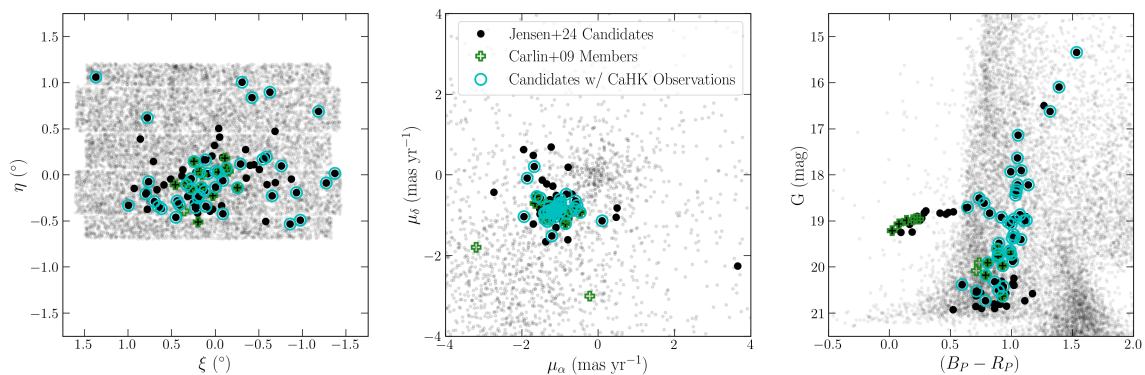 1.5
1.0
0.5
0.0
−0.5
−1.0
−1.5
η (°)
1.5 1.0 0.5 0.0 −0.5 −1.0 −1.5
ξ (°)
4
2
0
−2
−4
μδ (mas yr⁻¹)
Jensen+24 Candidates
Carlin+09 Members
Candidates w/ CaHK Observations
−4 −2 0 2 4
μα (mas yr⁻¹)
15
16
17
18
19
20
21
G (mag)
−0.5 0.0 0.5 1.0 1.5 2.0
(BP − RP)